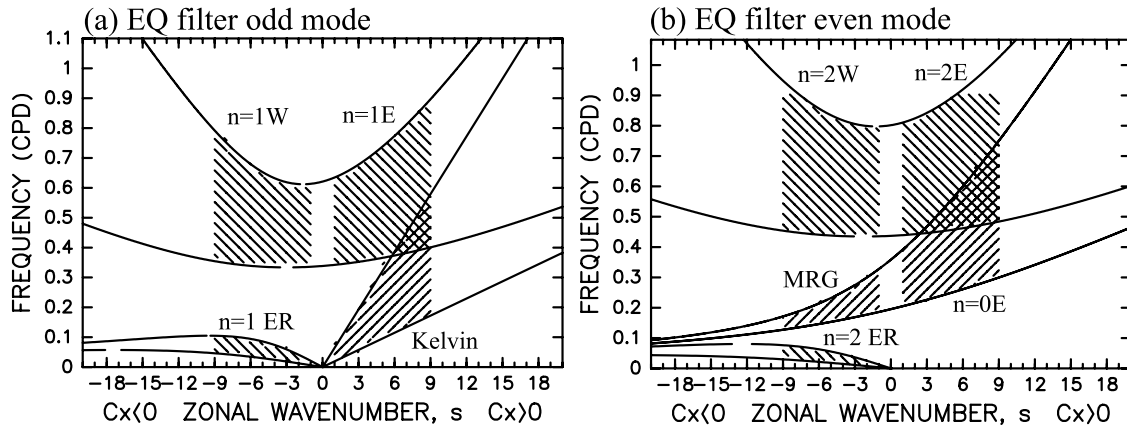 (a) EQ filter odd mode
FREQUENCY (CPD)
1.1
1
0.9
0.8
0.7
0.6
0.5
0.4
0.3
0.2
0.1
0
n=1W
n=1E
n=1 ER
Kelvin
-18-15-12-9 -6 -3 0 3 6 9 12 15 18
Cx<0 ZONAL WAVENUMBER, s Cx>0
(b) EQ filter even mode
FREQUENCY (CPD)
1
0.9
0.8
0.7
0.6
0.5
0.4
0.3
0.2
0.1
0
n=2W
n=2E
MRG
n=0E
n=2 ER
-18-15-12-9 -6 -3 0 3 6 9 12 15 18
Cx<0 ZONAL WAVENUMBER, s Cx>0